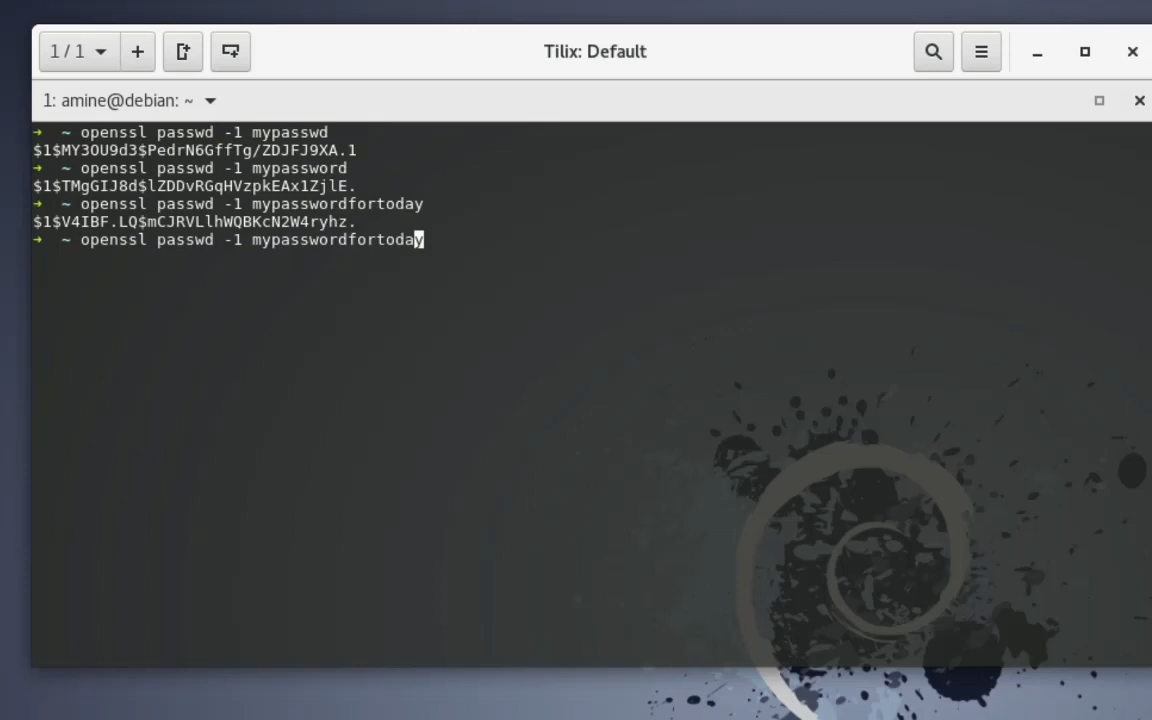 1 / 1
Tilix: Default
1: amine@debian: ~
➜ ~ openssl passwd -1 mypasswd
$1$MY3OU9d3$PedrN6GffTg/ZDJFJ9XA.1
➜ ~ openssl passwd -1 mypassword
$1$TMgGIJ8d$lZDDvRGqHVzpkEAx1ZjlE.
➜ ~ openssl passwd -1 mypasswordfortoday
$1$V4IBF.LQ$mCJRVLlhWQBKcN2W4ryhz.
➜ ~ openssl passwd -1 mypasswordfortoday